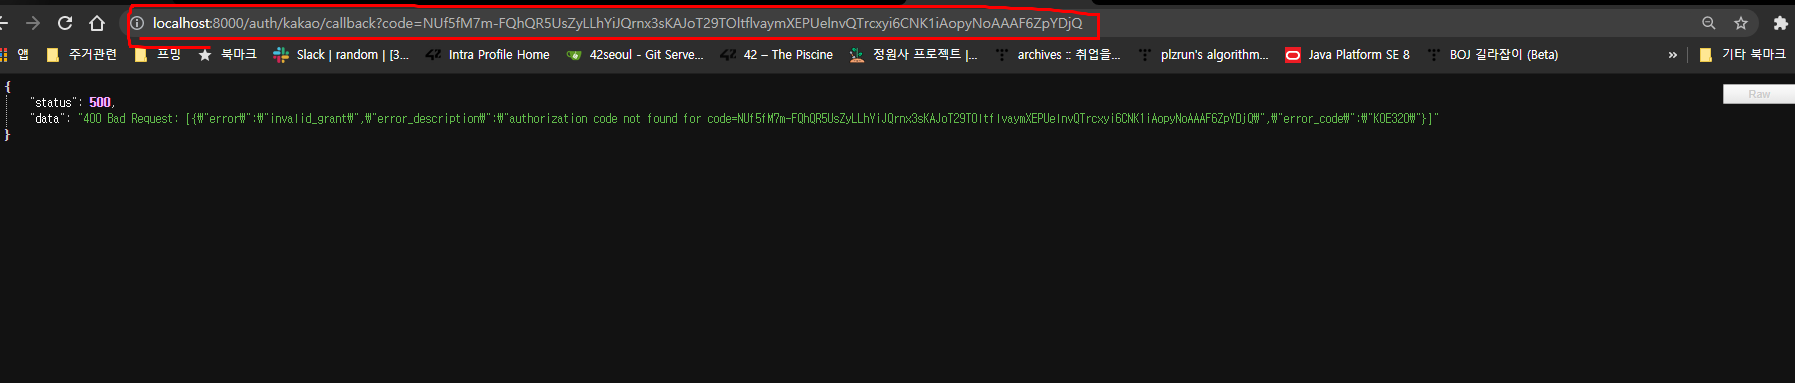 localhost:8000/auth/kakao/callback?code=NUf5fM7m-FQhQR5UsZyLLhYiJQrnx3sKAJoT29TOltflvaymXEPUeInvQTrcxyi6CNK1iAopyNoAAAF6ZpYDjQ
앱 주거관련 프밍 북마크 Slack | random | [3... Intra Profile Home 42seoul - Git Serve... 42 – The Piscine 정원사 프로젝트 |... archives :: 취업을... plzrun's algorithm... Java Platform SE 8 BOJ 길라잡이 (Beta) » 기타 북마크
{
Raw
"status": 500,
"data": "400 Bad Request: [{\"error\":\"invalid_grant\",\"error_description\":\"authorization code not found for code=NUf5fM7m-FQhQR5UsZyLLhYiJQrnx3sKAJoT29TOltflvaymXEPUeInvQTrcxyi6CNK1iAopyNoAAAF6ZpYDjQ\",\"error_code\":\"KOE320\"}]"
}